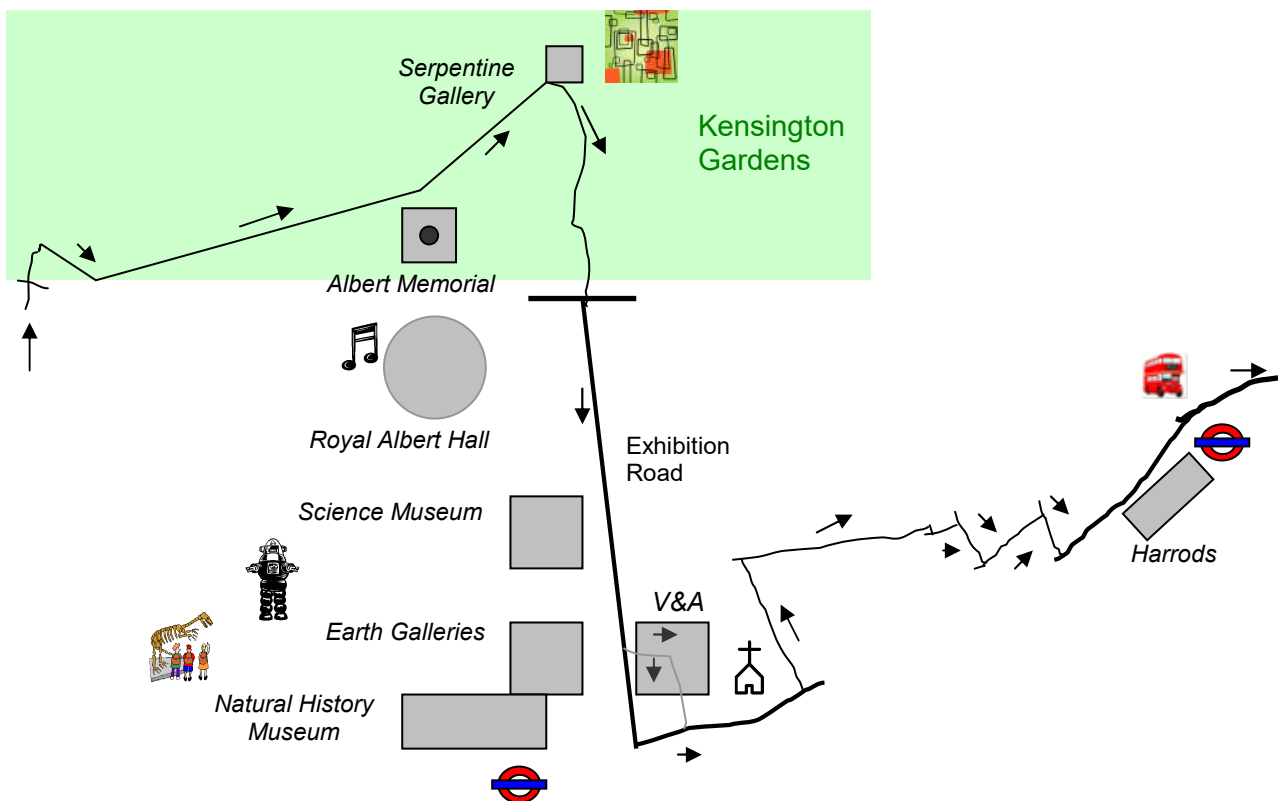 Serpentine
Gallery
Kensington
Gardens
Albert Memorial
Royal Albert Hall
Exhibition
Road
Science Museum
Harrods
V&A
Earth Galleries
Natural History
Museum